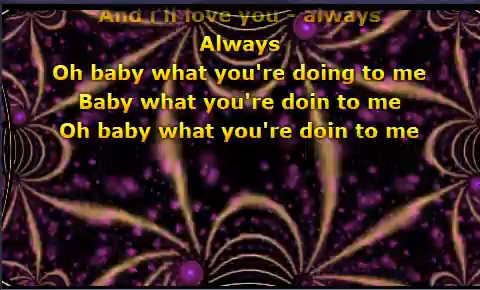 And i'll love you - always
Always
Oh baby what you're doing to me
Baby what you're doin to me
Oh baby what you're doin to me